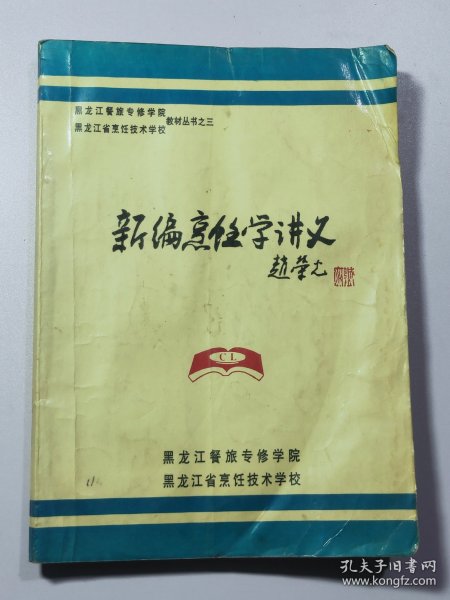 黑龙江餐旅专修学院
黑龙江省烹饪技术学校
教材丛书之三
新编烹饪学讲义
趙榮光
CL
黑龙江餐旅专修学院
黑龙江省烹饪技术学校
孔夫子旧书网
www.kongfz.com